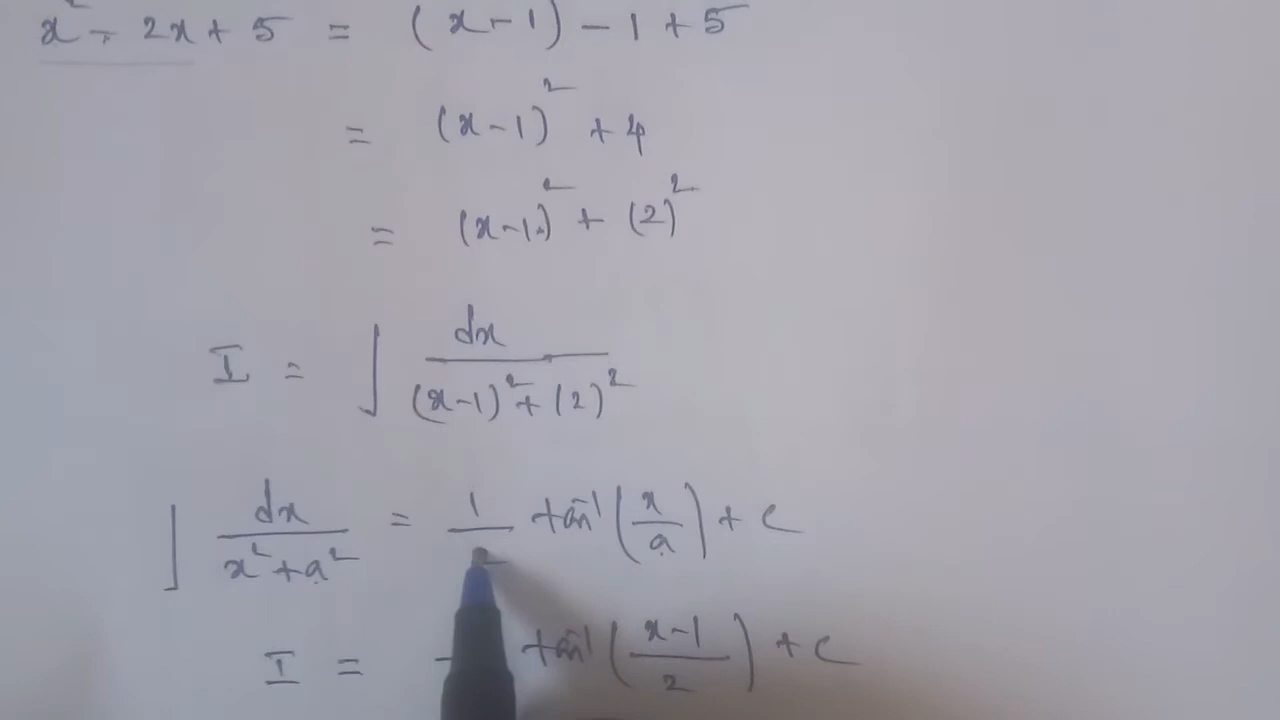 x² - 2x + 5 = (x-1) - 1 + 5
= (x-1)² + 4
= (x-1)² + (2)²
I = ∫ dx / (x-1)² + (2)²
∫ dx / x² + a² = 1 / tan⁻¹ (x/a) + c
I = tan⁻¹ (x-1 / 2) + c